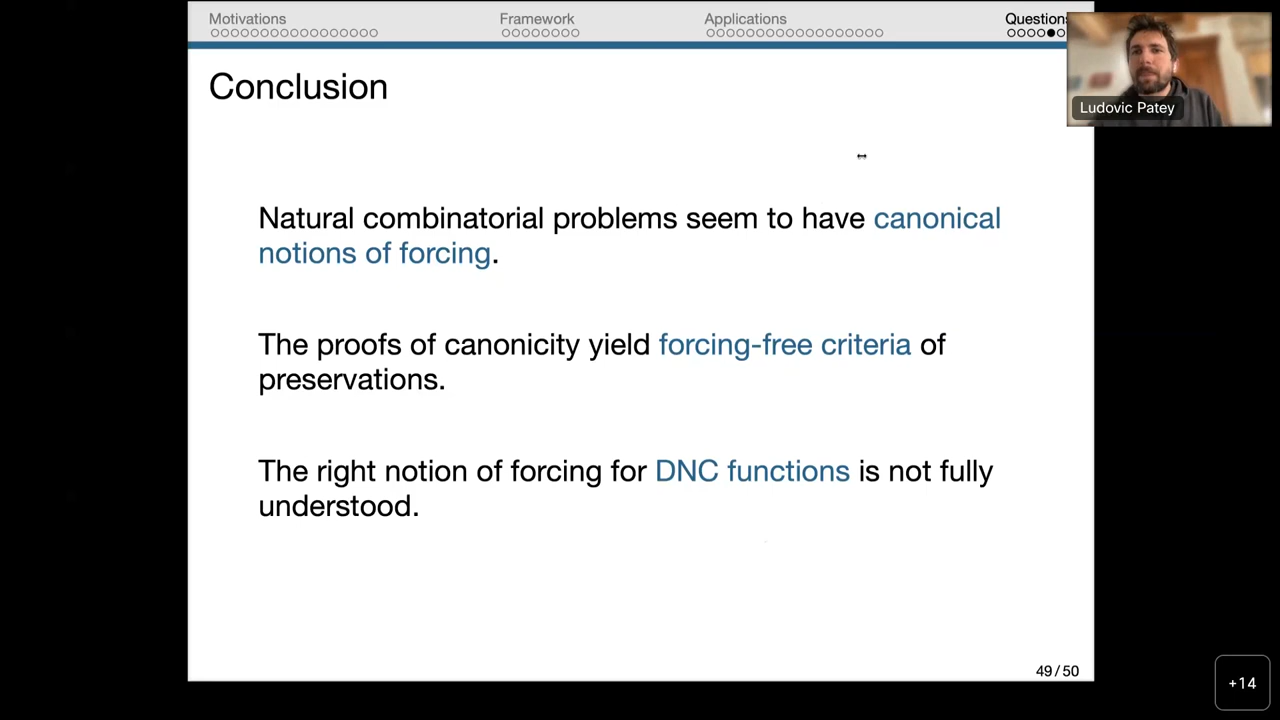 Motivations
Framework
Applications
Questions
Ludovic Patey
Conclusion
Natural combinatorial problems seem to have canonical
notions of forcing.
The proofs of canonicity yield forcing-free criteria of
preservations.
The right notion of forcing for DNC functions is not fully
understood.
49 / 50
+14